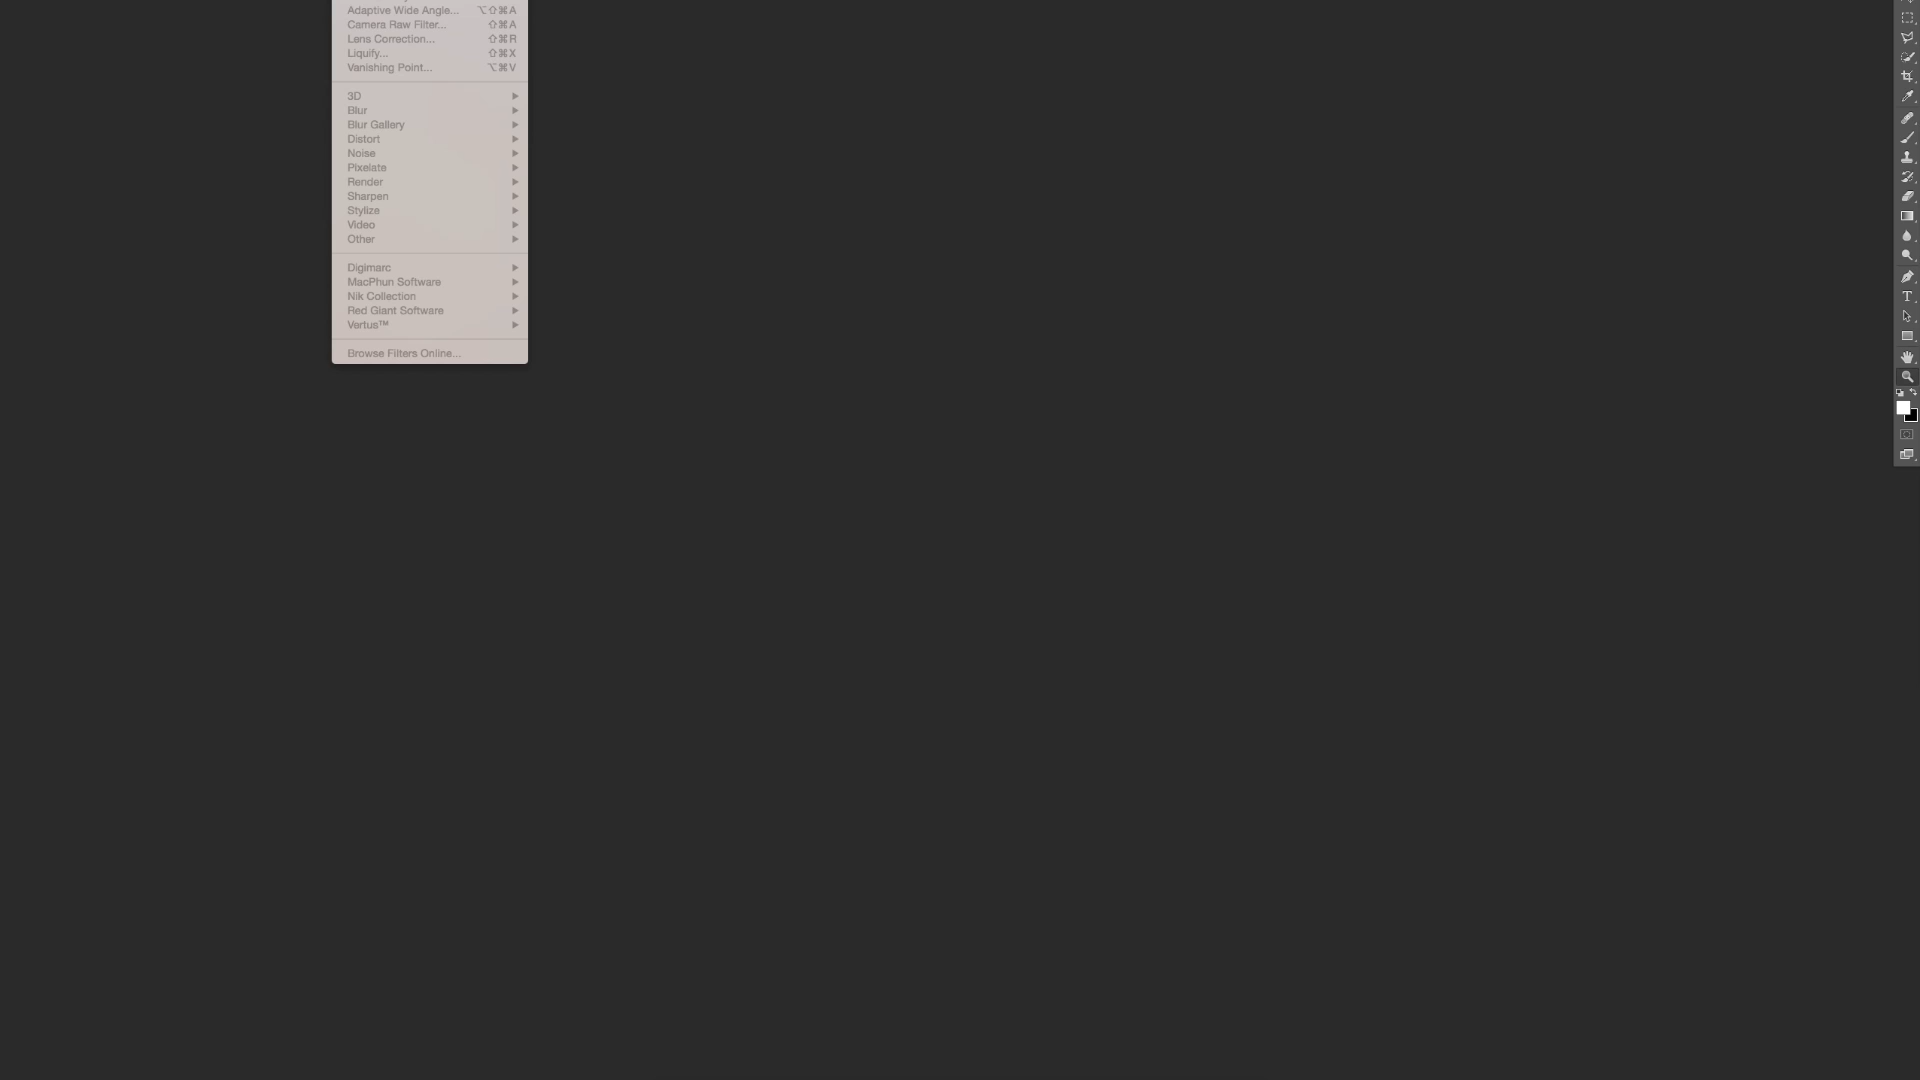 Adaptive Wide Angle... ⌥⇧⌘A
Camera Raw Filter... ⇧⌘A
Lens Correction... ⇧⌘R
Liquify... ⇧⌘X
Vanishing Point... ⌥⌘V
3D
Blur
Blur Gallery
Distort
Noise
Pixelate
Render
Sharpen
Stylize
Video
Other
Digimarc
MacPhun Software
Nik Collection
Red Giant Software
Vertus™
Browse Filters Online...